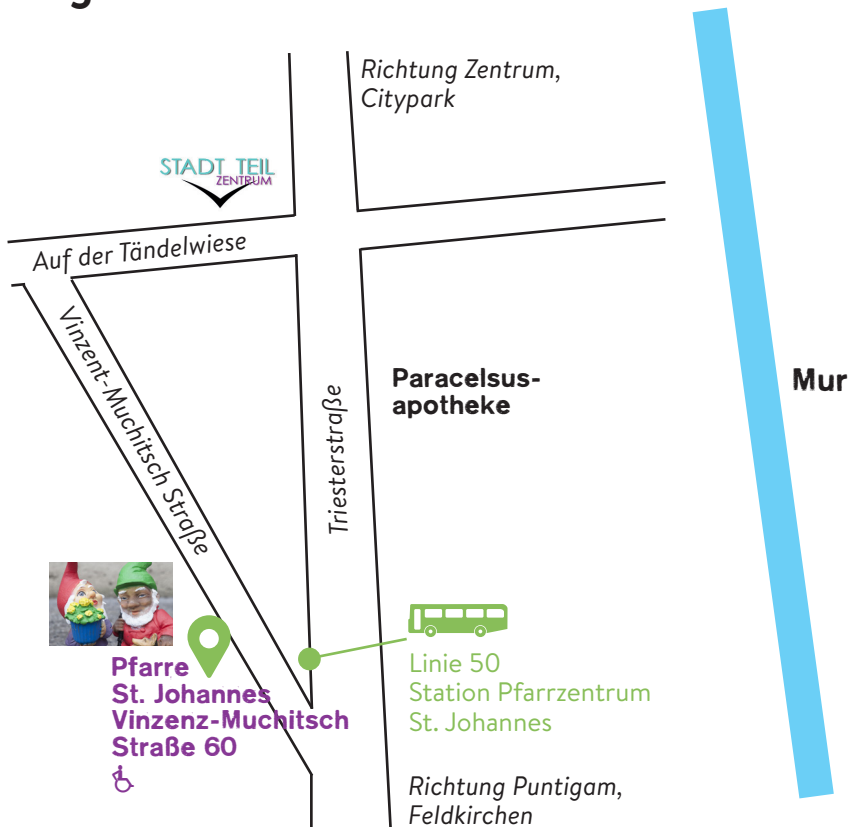 Richtung Zentrum,
Citypark
STADT TEIL
ZENTRUM
Auf der Tändelwiese
Vinzent-Muchitsch Straße
Triesterstraße
Paracelsus-
apotheke
Mur
Pfarre
St. Johannes
Vinzenz-Muchitsch
Straße 60
Linie 50
Station Pfarrzentrum
St. Johannes
Richtung Puntigam,
Feldkirchen